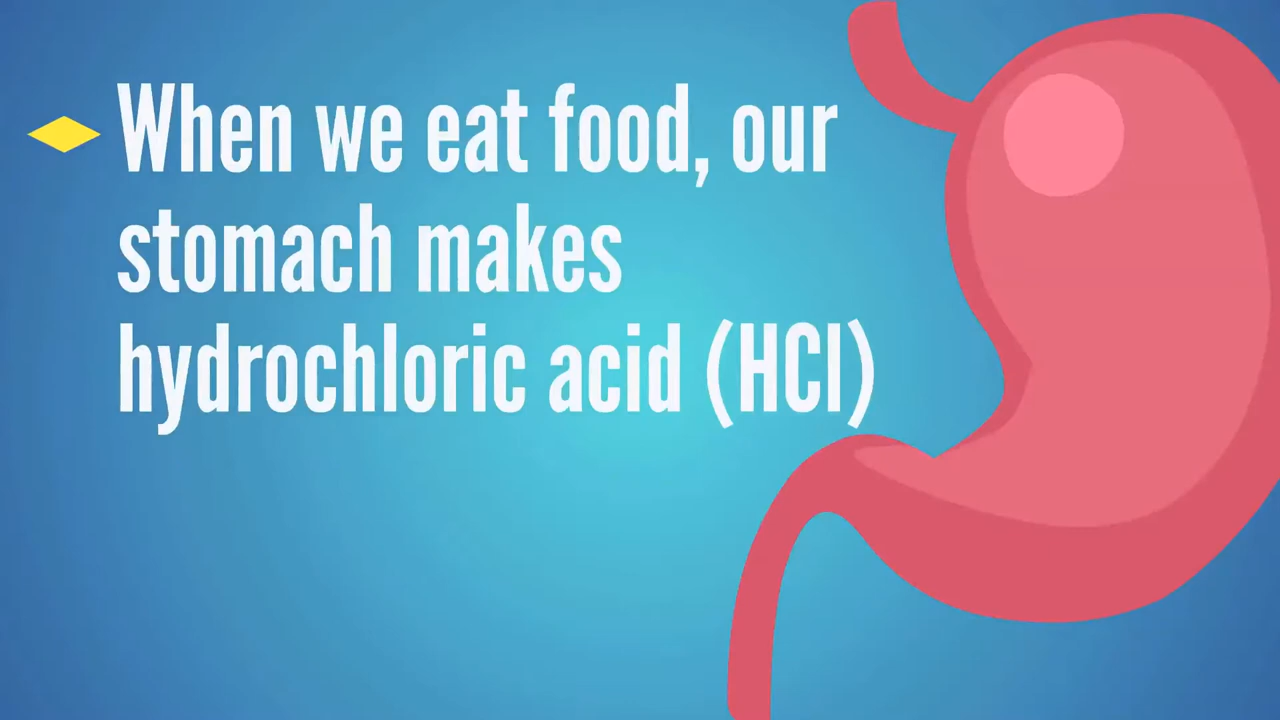 When we eat food, our
stomach makes
hydrochloric acid (HCl)